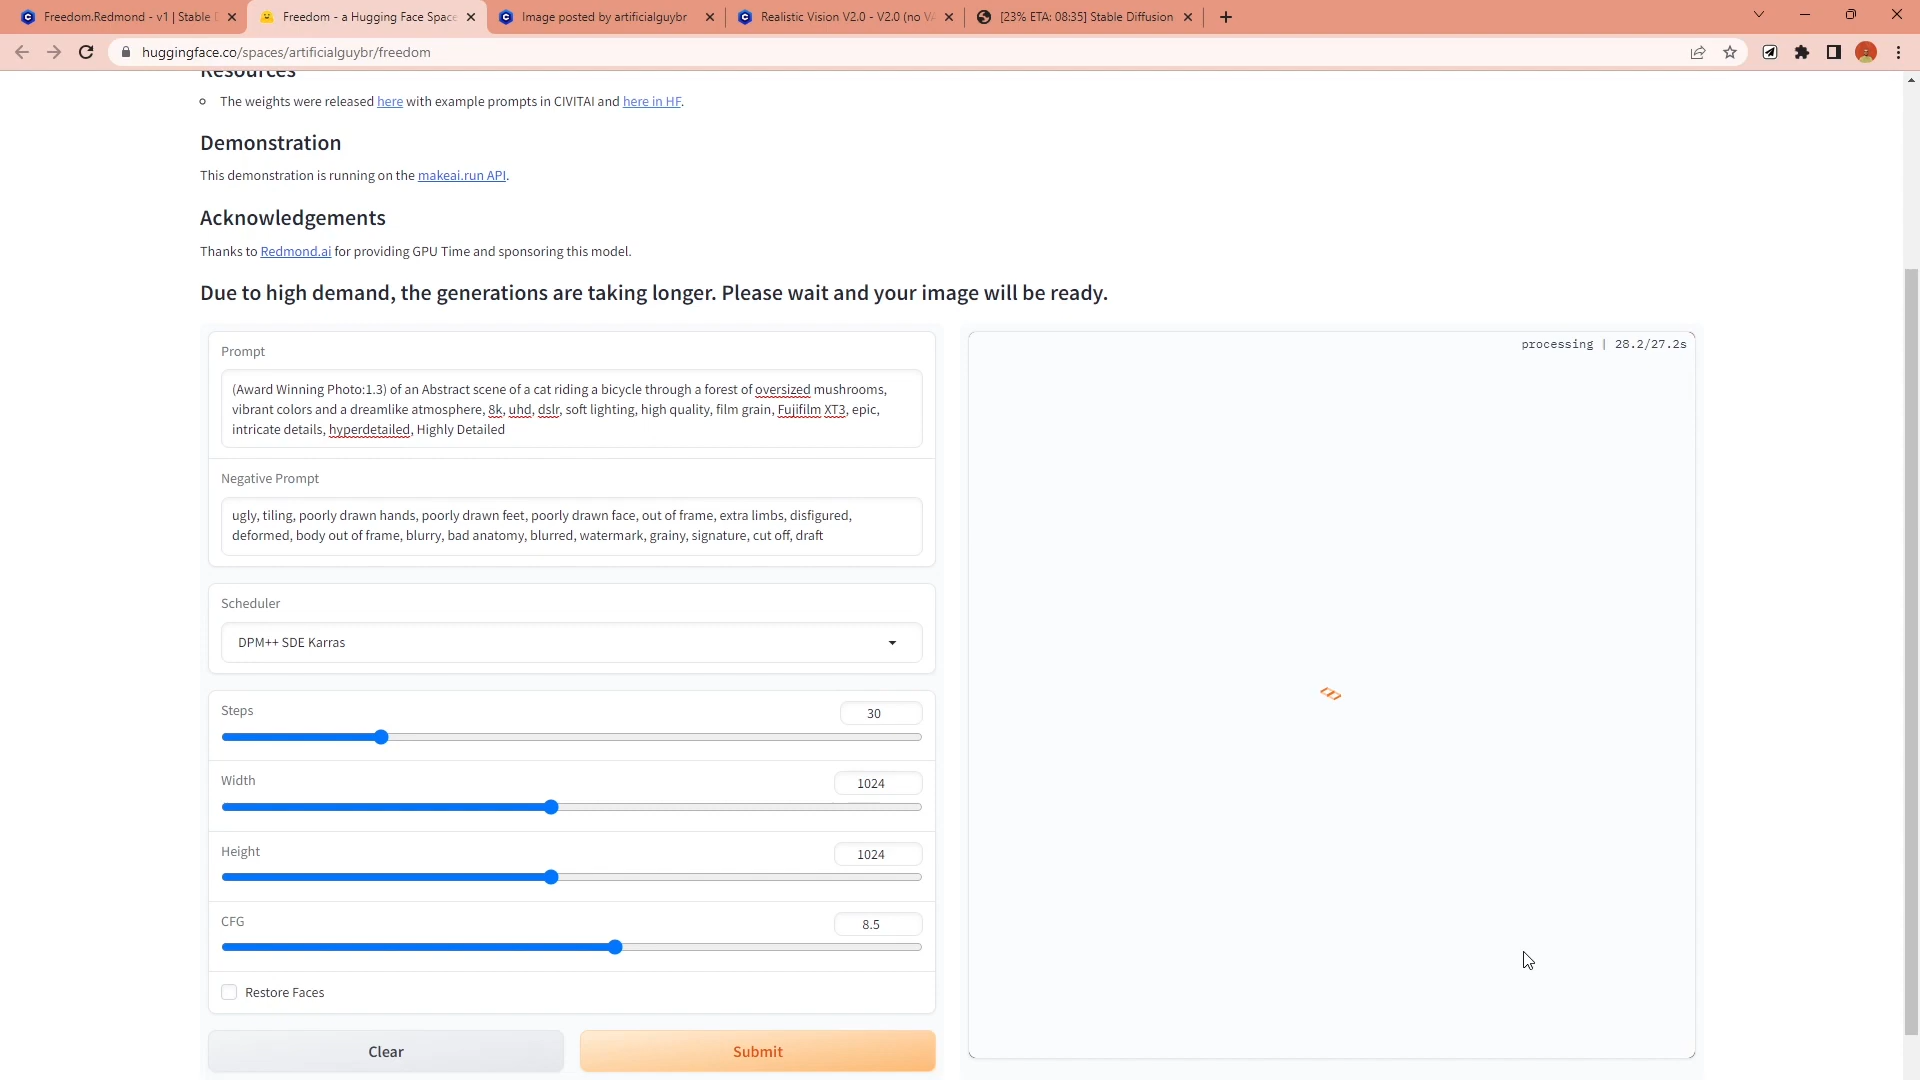 Freedom.Redmond - v1 | Stable D
Freedom - a Hugging Face Space
Image posted by artificialguybr
Realistic Vision V2.0 - V2.0 (no VA
[23% ETA: 08:35] Stable Diffusion
huggingface.co/spaces/artificialguybr/freedom
Resources
The weights were released here with example prompts in CIVITAI and here in HF.
Demonstration
This demonstration is running on the makeai.run API.
Acknowledgements
Thanks to Redmond.ai for providing GPU Time and sponsoring this model.
Due to high demand, the generations are taking longer. Please wait and your image will be ready.
Prompt
(Award Winning Photo:1.3) of an Abstract scene of a cat riding a bicycle through a forest of oversized mushrooms,
vibrant colors and a dreamlike atmosphere, 8k, uhd, dslr, soft lighting, high quality, film grain, Fujifilm XT3, epic,
intricate details, hyperdetailed, Highly Detailed
Negative Prompt
ugly, tiling, poorly drawn hands, poorly drawn feet, poorly drawn face, out of frame, extra limbs, disfigured,
deformed, body out of frame, blurry, bad anatomy, blurred, watermark, grainy, signature, cut off, draft
Scheduler
DPM++ SDE Karras
Steps
30
Width
1024
Height
1024
CFG
8.5
Restore Faces
Clear
Submit
processing | 28.2/27.2s